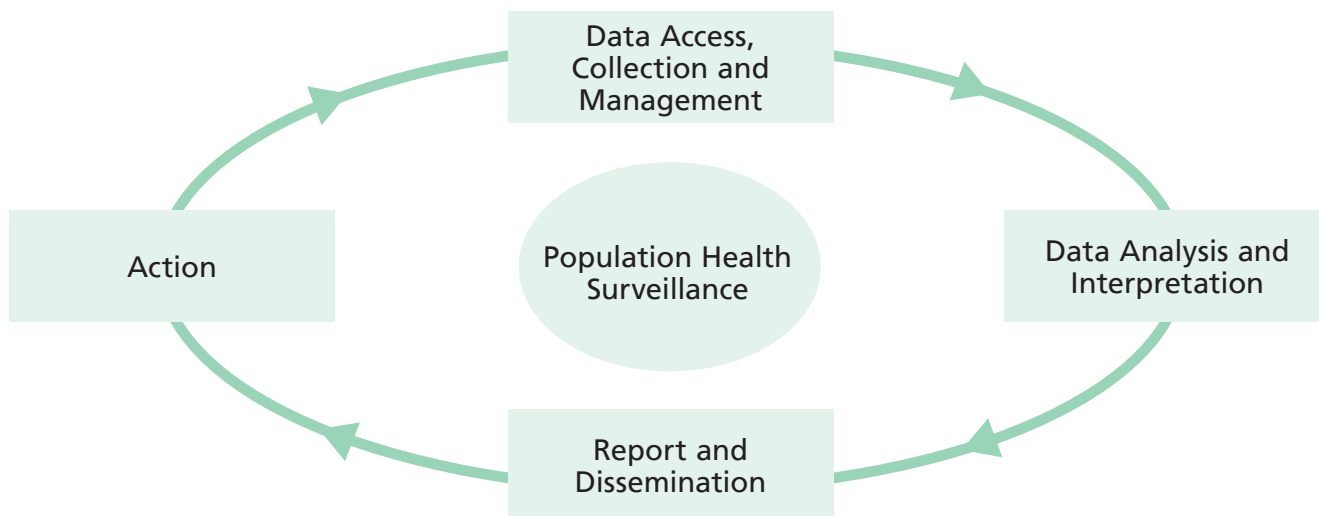 Data Access,
Collection and
Management
Action
Population Health
Surveillance
Data Analysis and
Interpretation
Report and
Dissemination